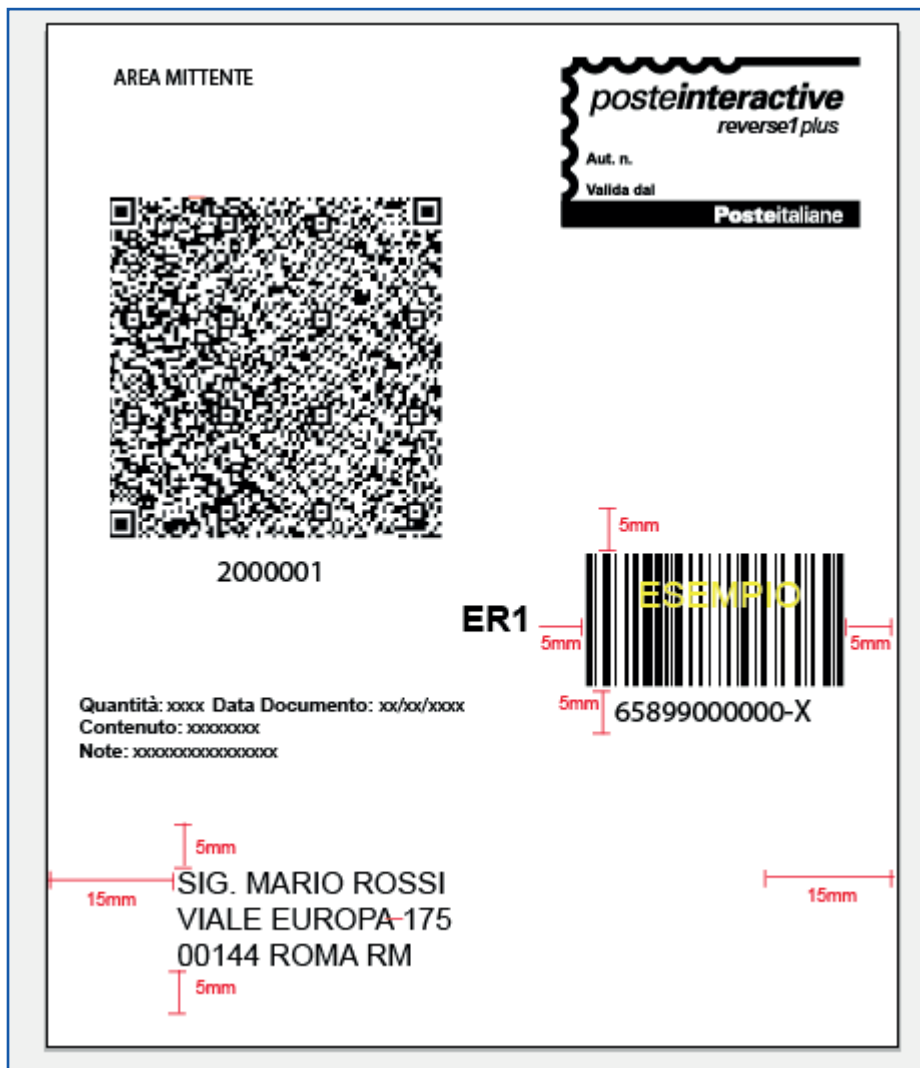 AREA MITTENTE
posteinteractive
reverse1 plus
Aut. n.
Valida dal
Posteitaliane
2000001
5mm
ESEMPIO
ER1
5mm
5mm
5mm
65899000000-X
Quantità: xxxx Data Documento: xx/xx/xxxx
Contenuto: xxxxxxxx
Note: xxxxxxxxxxxxxxxx
5mm
15mm
SIG. MARIO ROSSI
15mm
VIALE EUROPA 175
00144 ROMA RM
5mm